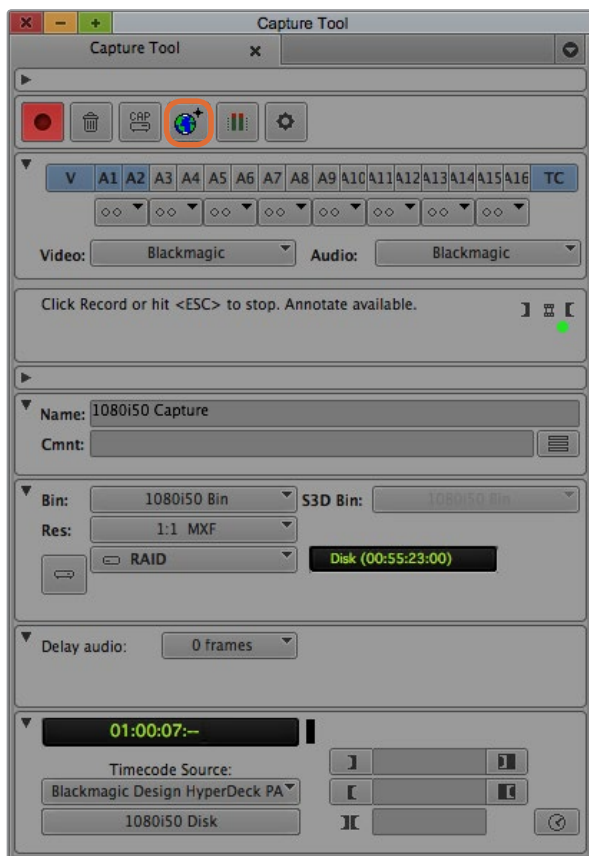 Capture Tool
Capture Tool
CAP
V A1 A2 A3 A4 A5 A6 A7 A8 A9 A10 A11 A12 A13 A14 A15 A16 TC
Video: Blackmagic Audio: Blackmagic
Click Record or hit <ESC> to stop. Annotate available.
Name: 1080i50 Capture
Cmnt:
Bin: 1080i50 Bin S3D Bin: 1080i50 Bin
Res: 1:1 MXF
RAID Disk (00:55:23:00)
Delay audio: 0 frames
01:00:07:--
Timecode Source:
Blackmagic Design HyperDeck PA
1080i50 Disk